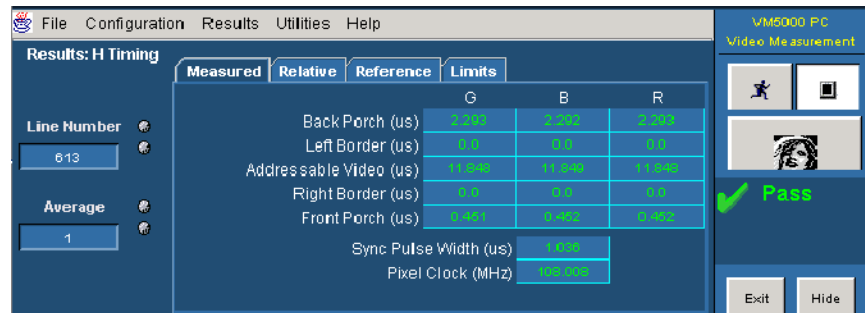 File Configuration Results Utilities Help
VM5000 PC
Video Measurement
Results: H Timing
Measured Relative Reference Limits
G B R
Line Number
613
Average
1
Back Porch (us) 2.293 2.292 2.293
Left Border (us) 0.0 0.0 0.0
Addressable Video (us) 11.848 11.849 11.848
Right Border (us) 0.0 0.0 0.0
Front Porch (us) 0.451 0.452 0.452
Sync Pulse Width (us) 1.036
Pixel Clock (MHz) 108.008
Pass
Exit Hide